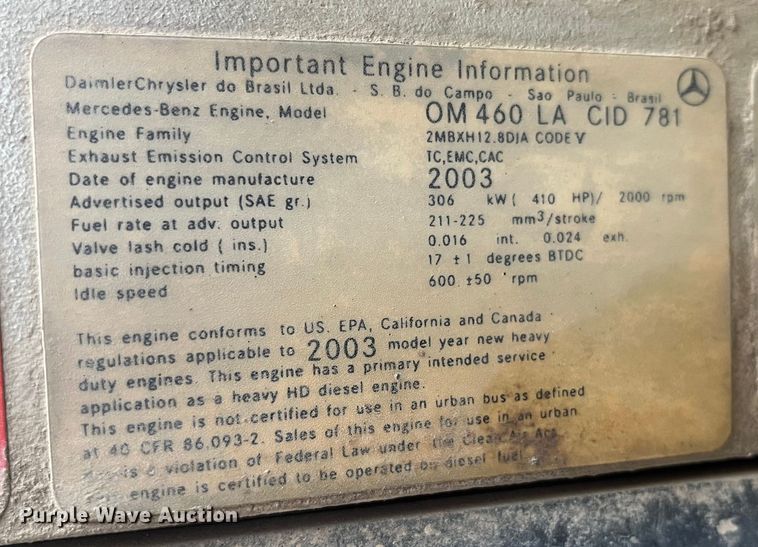 Important Engine Information
DaimlerChrysler do Brasil Ltda. - S. B. do Campo - Sao Paulo - Brasil
Mercedes-Benz Engine, Model OM 460 LA CID 781
Engine Family 2MBXH12.8DJA CODE V
Exhaust Emission Control System TC,EMC,CAC
Date of engine manufacture 2003
Advertised output (SAE gr.) 306 kW ( 410 HP)/ 2000 rpm
Fuel rate at adv. output 211-225 mm³/stroke
Valve lash cold ( ins.) 0.016 int. 0.024 exh.
basic injection timing 17 ±1 degrees BTDC
Idle speed 600 ±50 rpm
This engine conforms to US. EPA, California and Canada
regulations applicable to 2003 model year new heavy
duty engines. This engine has a primary intended service
application as a heavy HD diesel engine.
This engine is not certified for use in an urban bus as defined
at 40 CFR 86.093-2. Sales of this engine for use in an urban
is a violation of Federal Law under the Clean Air Act.
engine is certified to be operated on diesel fuel
Purple Wave Auction